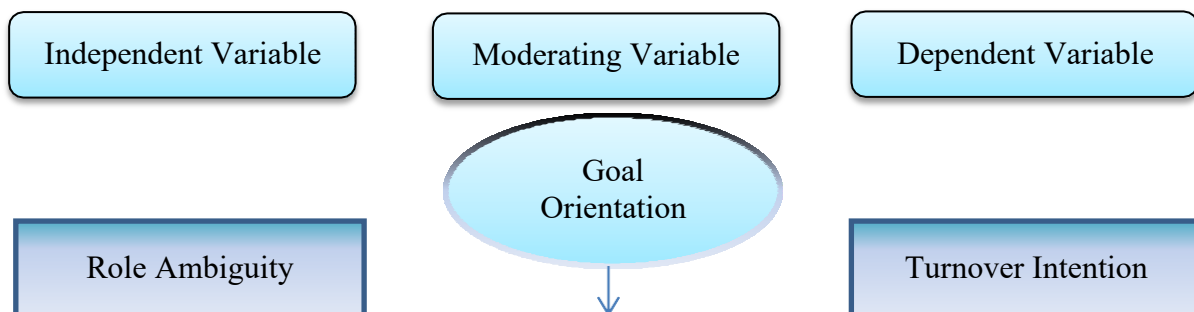 Independent Variable
Moderating Variable
Dependent Variable
Goal
Orientation
Role Ambiguity
Turnover Intention